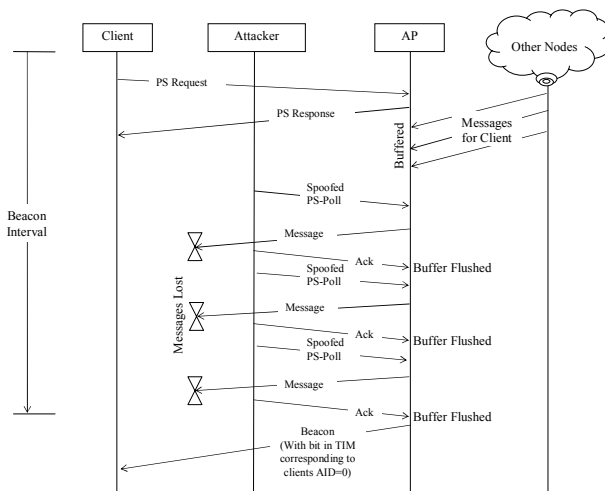 Client
Attacker
AP
Other Nodes
PS Request
PS Response
Messages
for Client
Buffered
Spoofed
PS-Poll
Beacon
Interval
Message
Ack
Buffer Flushed
Spoofed
PS-Poll
Messages Lost
Message
Ack
Buffer Flushed
Spoofed
PS-Poll
Message
Ack
Buffer Flushed
Beacon
(With bit in TIM
corresponding to
clients AID=0)